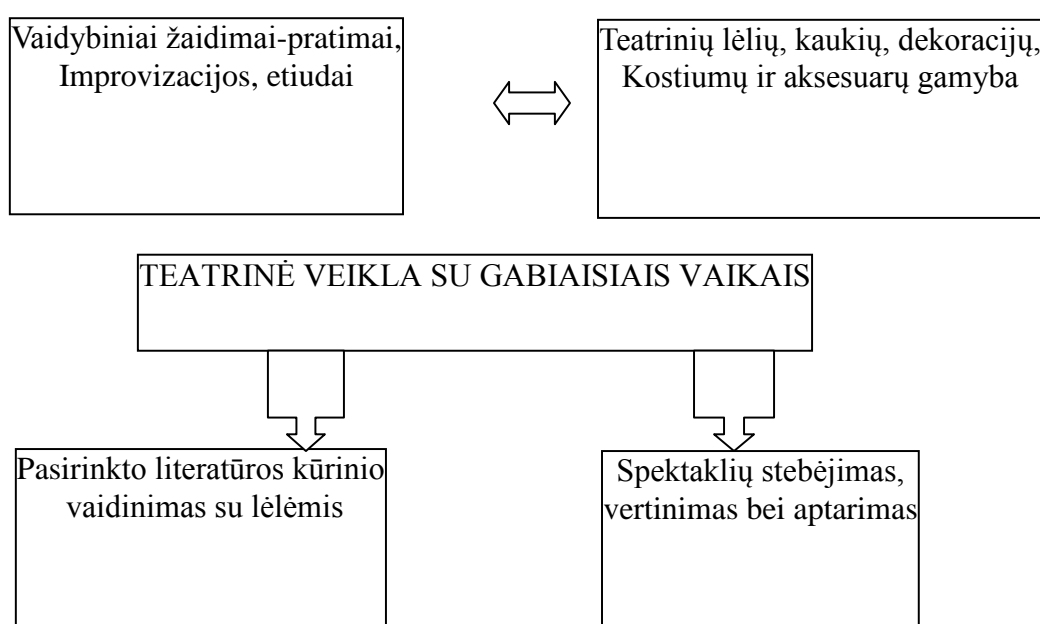 Vaidybiniai žaidimai-pratimai,
Improvizacijos, etiudai
Teatrinių lėlių, kaukių, dekoracijų,
Kostiumų ir aksesuarų gamyba
TEATRINĖ VEIKLA SU GABIAISIAIS VAIKAIS
Pasirinkto literatūros kūrinio
vaidinimas su lėlėmis
Spektaklių stebėjimas,
vertinimas bei aptarimas